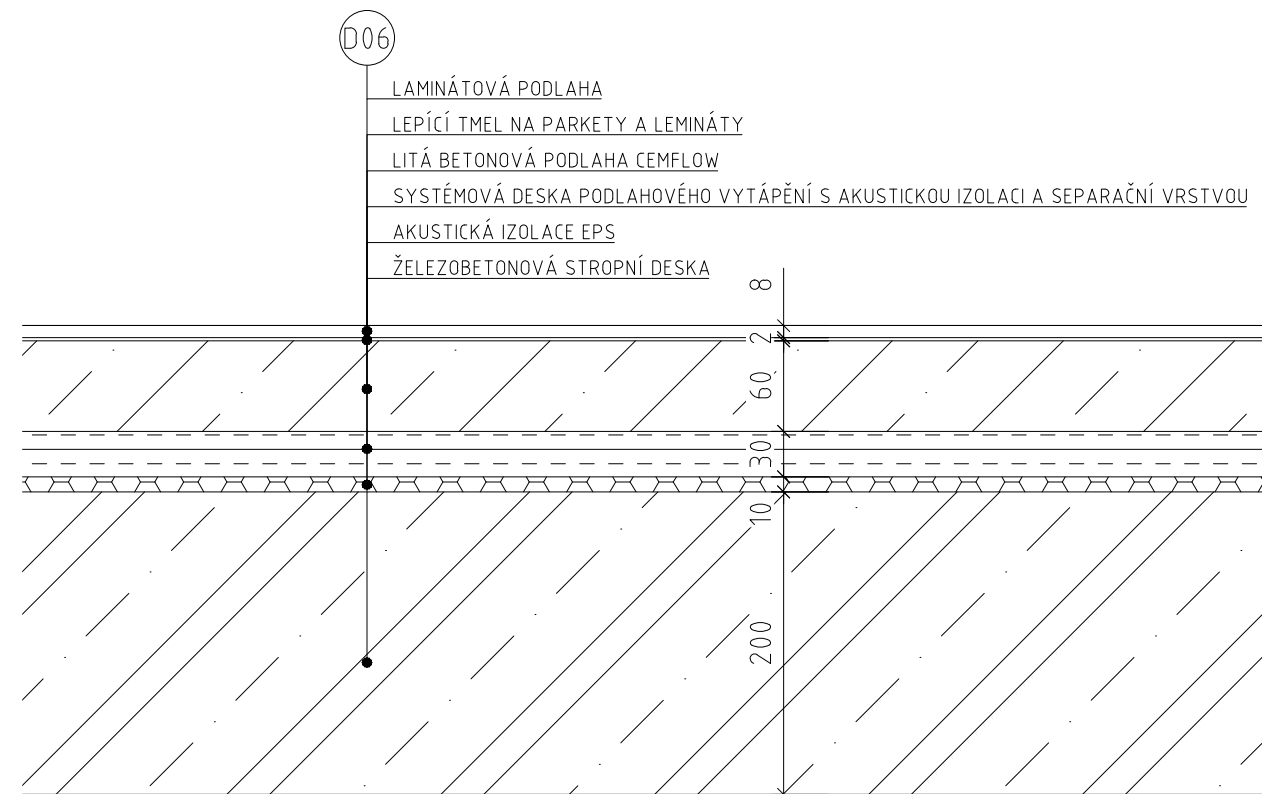 D06
LAMINÁTOVÁ PODLAHA
LEPÍCÍ TMEL NA PARKETY A LEMINÁTY
LITÁ BETONOVÁ PODLAHA CEMFLOW
SYSTÉMOVÁ DESKA PODLAHOVÉHO VYTÁPĚNÍ S AKUSTICKOU IZOLACI A SEPARAČNÍ VRSTVOU
AKUSTICKÁ IZOLACE EPS
ŽELEZOBETONOVÁ STROPNÍ DESKA
8
2
60
30
10
200